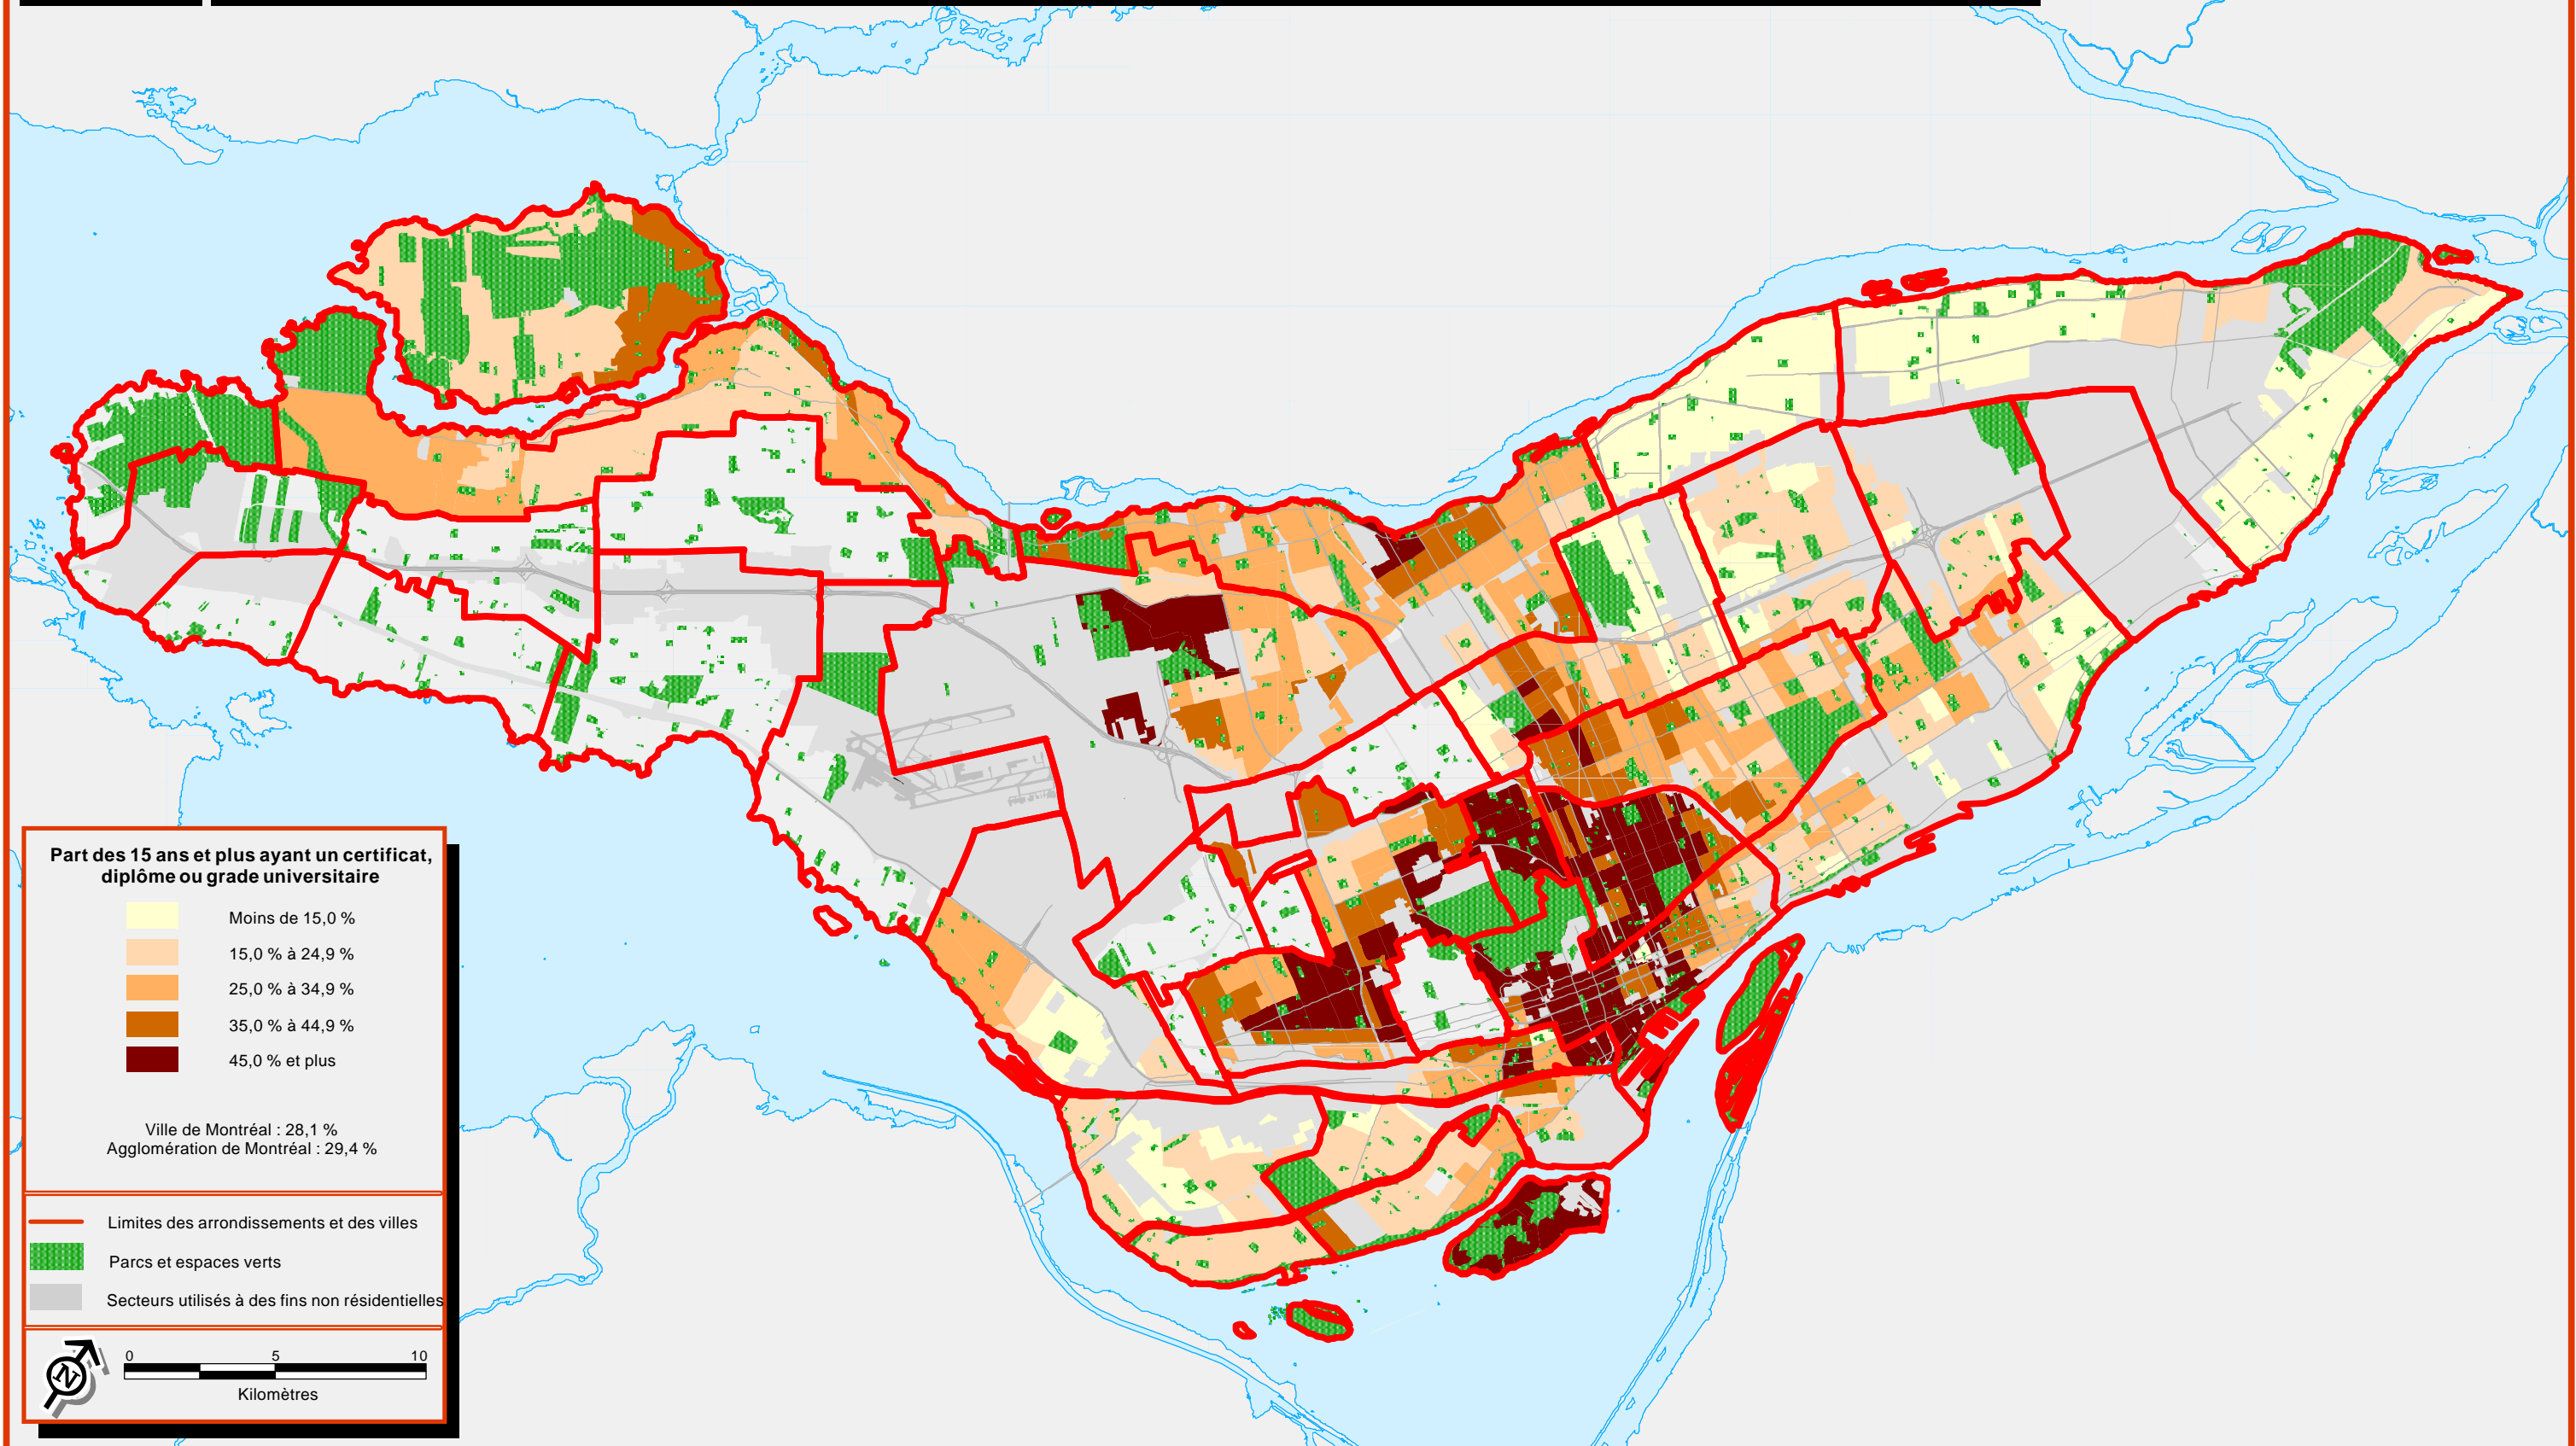 Part des 15 ans et plus ayant un certificat,
diplôme ou grade universitaire
Moins de 15,0 %
15,0 % à 24,9 %
25,0 % à 34,9 %
35,0 % à 44,9 %
45,0 % et plus
Ville de Montréal : 28,1 %
Agglomération de Montréal : 29,4 %
Limites des arrondissements et des villes
Parcs et espaces verts
Secteurs utilisés à des fins non résidentielles
N
0 5 10
Kilomètres